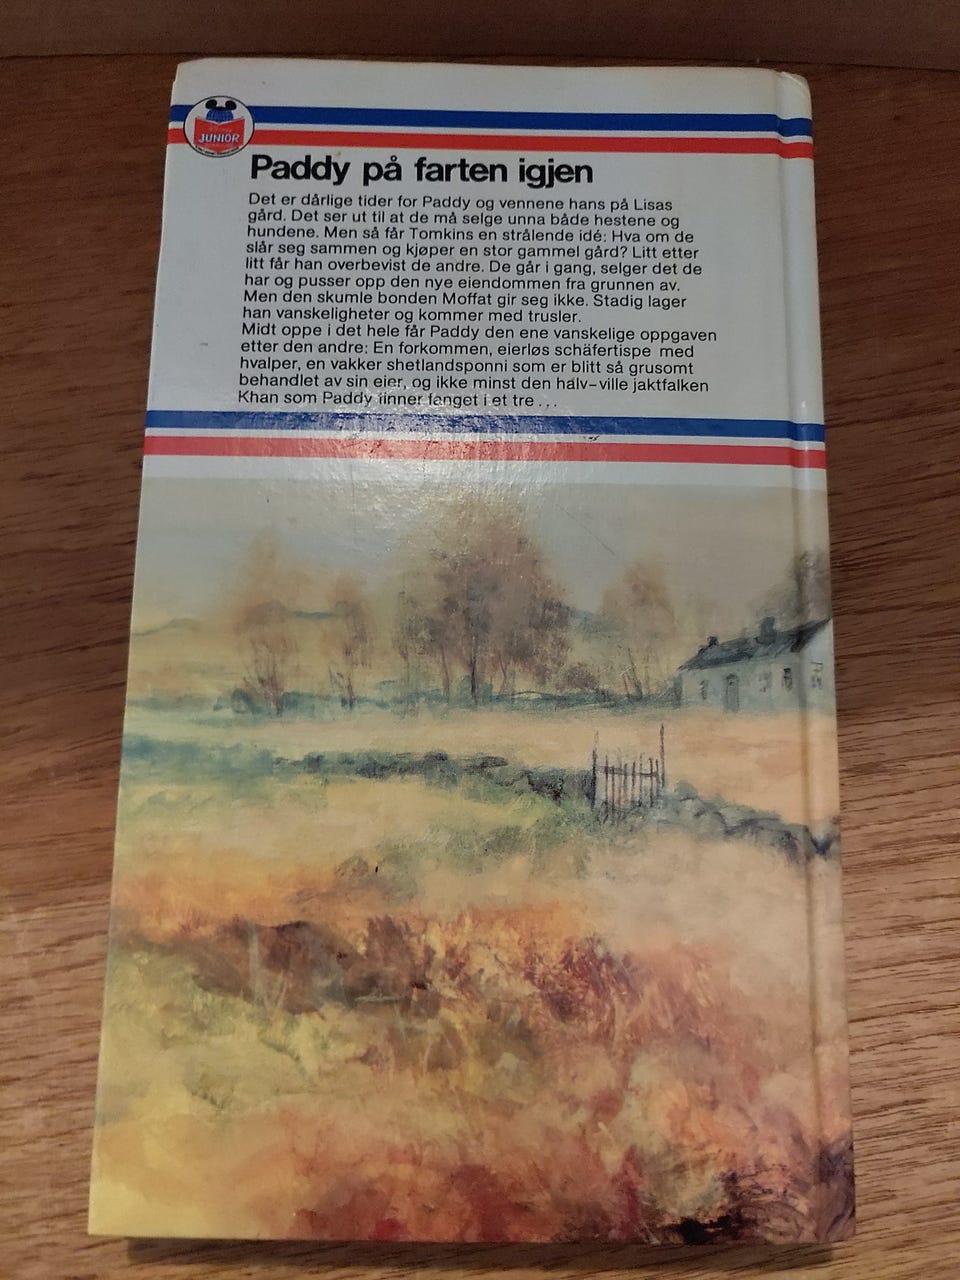 JUNIOR
Paddy på farten igjen
Det er dårlige tider for Paddy og vennene hans på Lisas
gård. Det ser ut til at de må selge unna både hestene og
hundene. Men så får Tomkins en strålende idé: Hva om de
slår seg sammen og kjøper en stor gammel gård? Litt etter
litt får han overbevist de andre. De går i gang, selger det de
har og pusser opp den nye eiendommen fra grunnen av.
Men den skumle bonden Moffat gir seg ikke. Stadig lager
han vanskeligheter og kommer med trusler.
Midt oppe i det hele får Paddy den ene vanskelige oppgaven
etter den andre: En forkommen, eierløs schäfertispe med
hvalper, en vakker shetlandsponni som er blitt så grusomt
behandlet av sin eier, og ikke minst den halv-ville jaktfalken
Khan som Paddy finner fanget i et tre ...